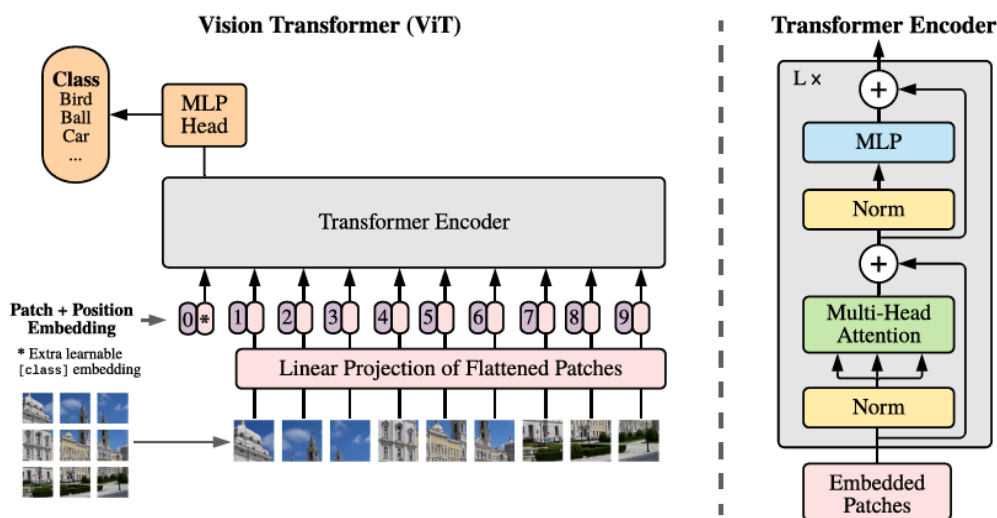 Vision Transformer (ViT)
Class
Bird
Ball
Car
...
MLP
Head
Transformer Encoder
Patch + Position
Embedding
0 * 1 2 3 4 5 6 7 8 9
* Extra learnable
[class] embedding
Linear Projection of Flattened Patches
Transformer Encoder
L ×
+
MLP
Norm
+
Multi-Head
Attention
Norm
Embedded
Patches